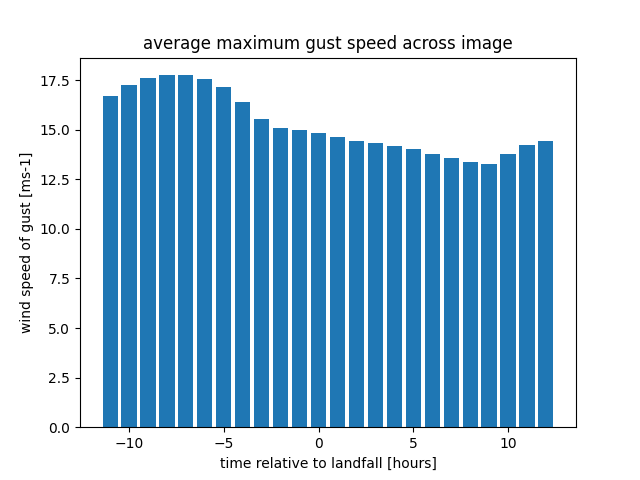 average maximum gust speed across image
wind speed of gust [ms-1]
17.5
15.0
12.5
10.0
7.5
5.0
2.5
0.0
−10 −5 0 5 10
time relative to landfall [hours]